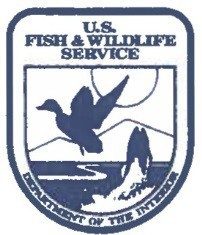 U.S.
FISH & WILDLIFE
SERVICE
DEPARTMENT OF THE INTERIOR